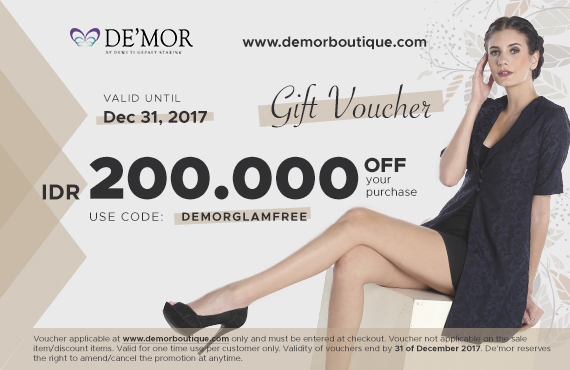 DE'MOR
www.demorboutique.com
VALID UNTIL
Dec 31, 2017
Gift Voucher
IDR 200.000 OFF
your
purchase
USE CODE: DEMORGLAMFREE
Voucher applicable at www.demorboutique.com only and must be entered at checkout. Voucher not applicable on the sale
item/discount items. Valid for one time use per customer only. Validity of vouchers end by 31 of December 2017. De'mor reserves
the right to amend/cancel the promotion at anytime.